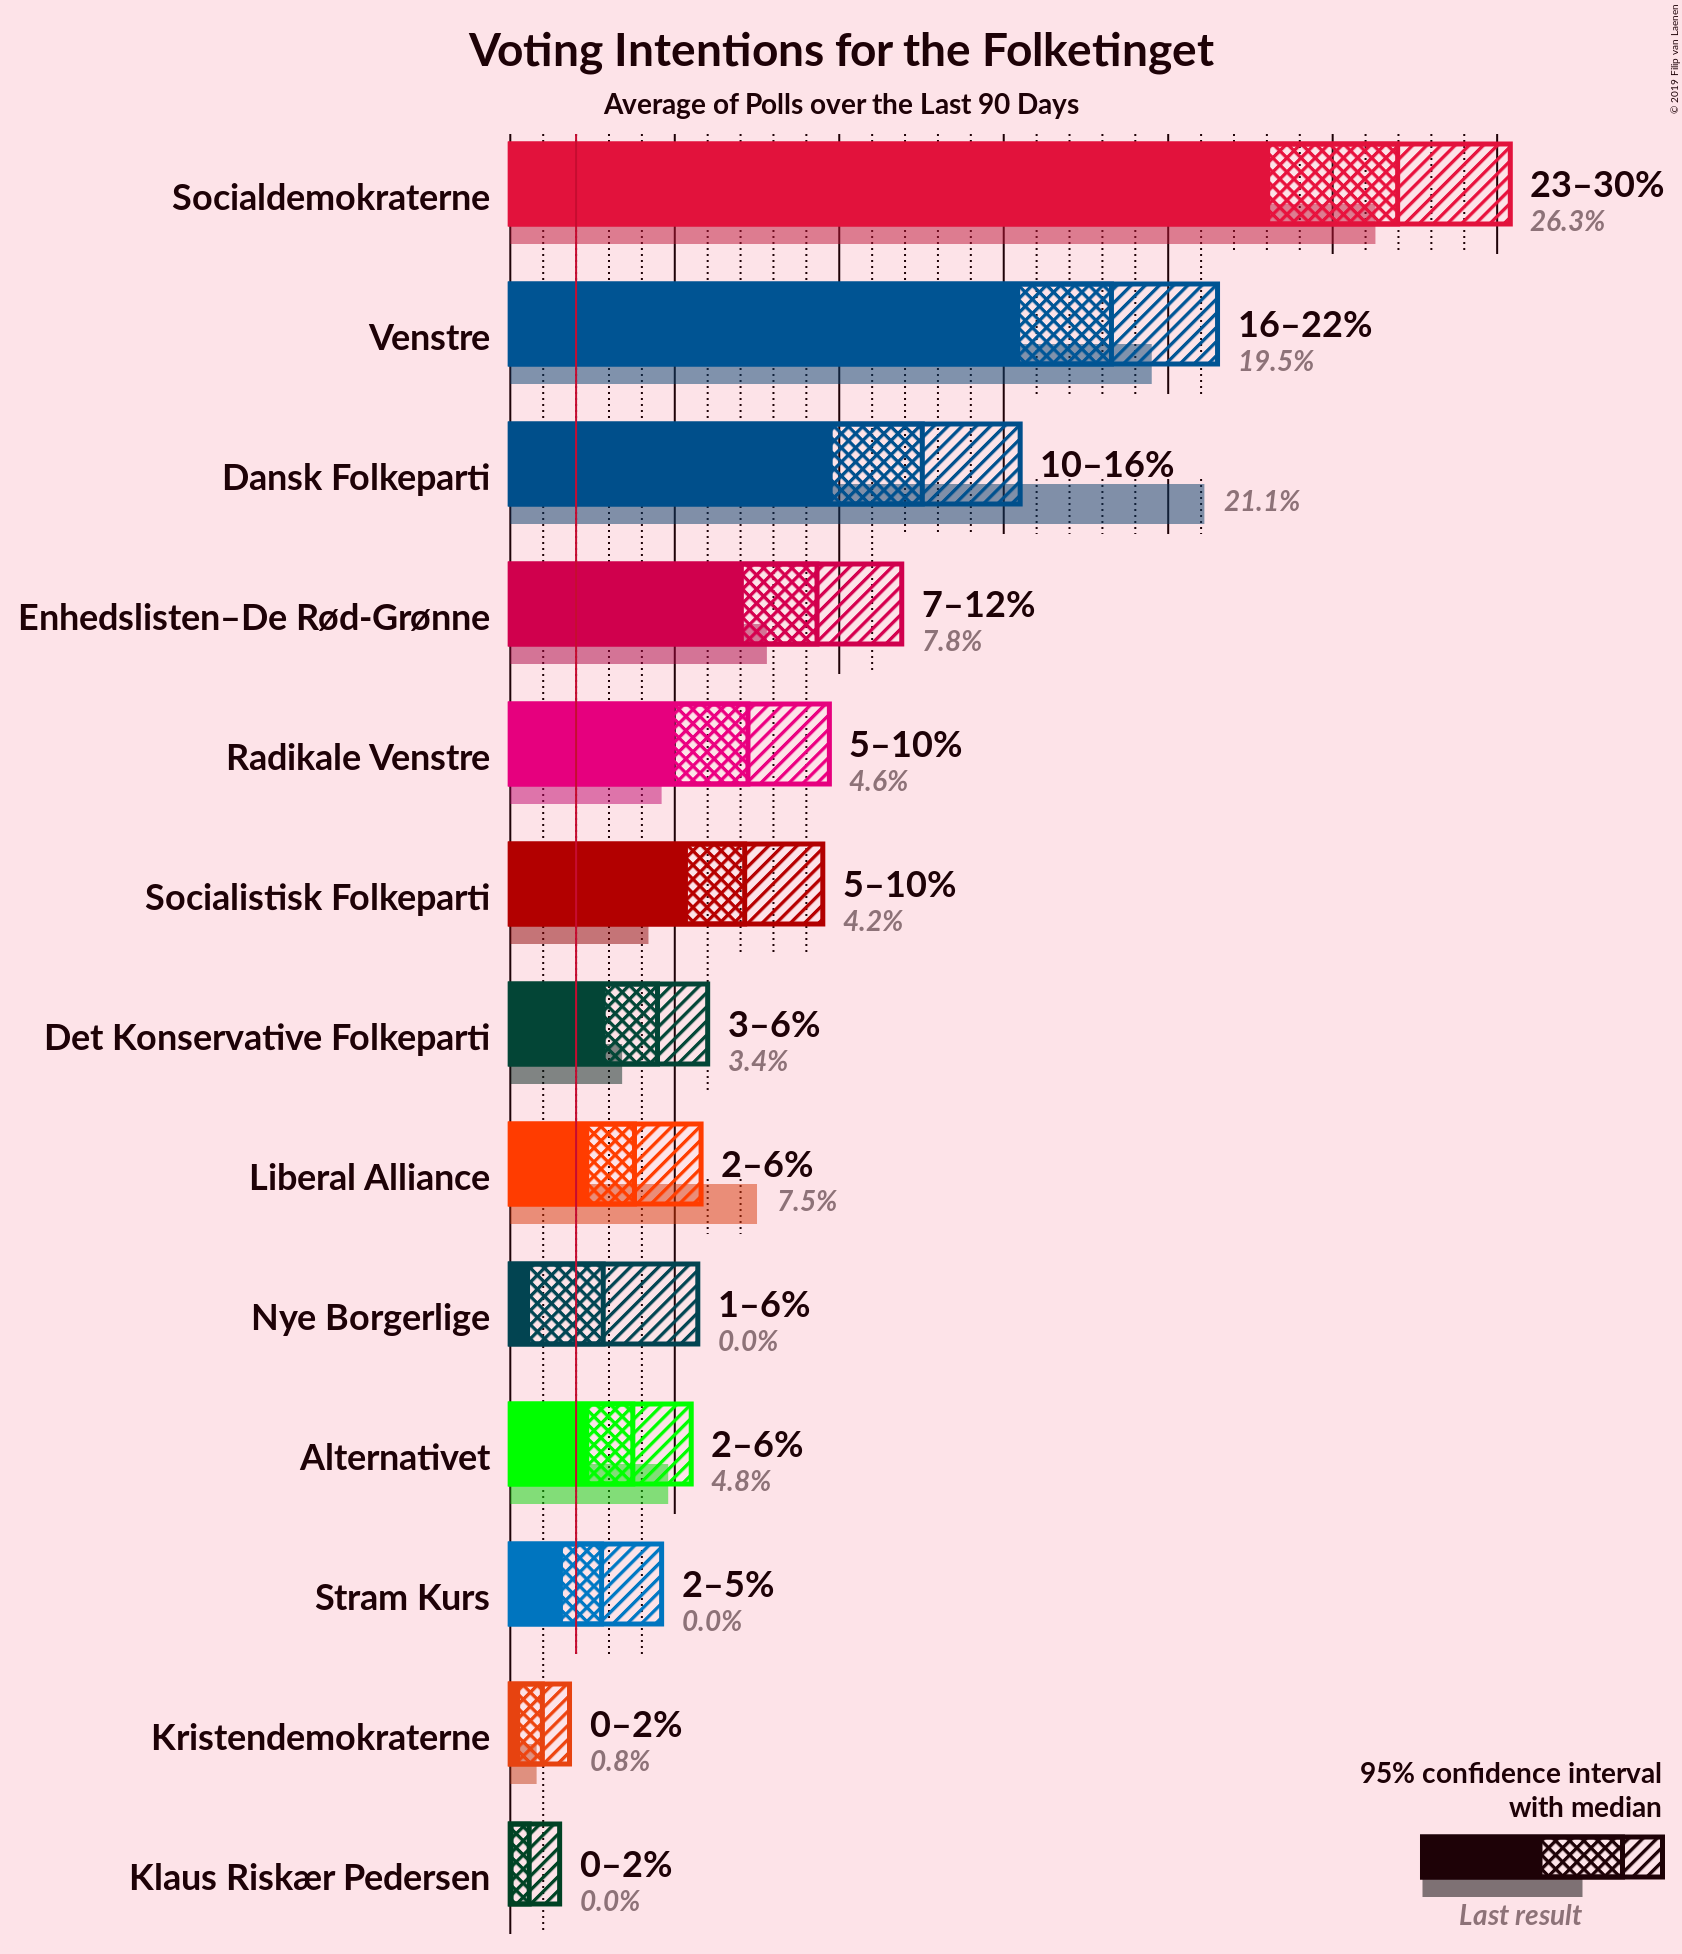 Voting Intentions for the Folketinget
Average of Polls over the Last 90 Days
© 2019 Filip van Laenen
Socialdemokraterne
23–30%
26.3%
Venstre
16–22%
19.5%
Dansk Folkeparti
10–16%
21.1%
Enhedslisten–De Rød-Grønne
7–12%
7.8%
Radikale Venstre
5–10%
4.6%
Socialistisk Folkeparti
5–10%
4.2%
Det Konservative Folkeparti
3–6%
3.4%
Liberal Alliance
2–6%
7.5%
Nye Borgerlige
1–6%
0.0%
Alternativet
2–6%
4.8%
Stram Kurs
2–5%
0.0%
Kristendemokraterne
0–2%
0.8%
Klaus Riskær Pedersen
0–2%
0.0%
95% confidence interval
with median
Last result